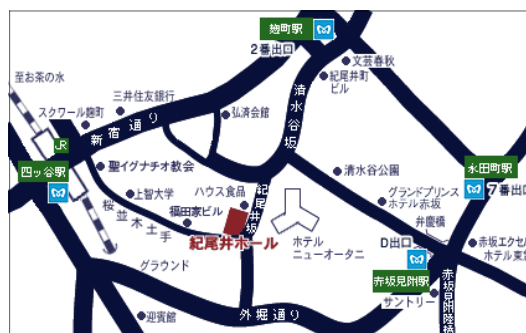 麹町駅
2番出口
文芸春秋
紀尾井町
ビル
至お茶の水
三井住友銀行
スクワール麹町
弘済会館
清水谷坂
新宿通り
JR
四ッ谷駅
聖イグナチオ教会
清水谷公園
永田町駅
7番出口
上智大学
ハウス食品
紀尾井坂
グランドプリンス
ホテル赤坂
桜並木土手
福田家ビル
弁慶橋
紀尾井ホール
ホテル
ニューオータニ
D出口
赤坂エクセル
ホテル東急
グラウンド
赤坂見附駅
サントリー
迎賓館
外堀通り
赤坂見附陸橋